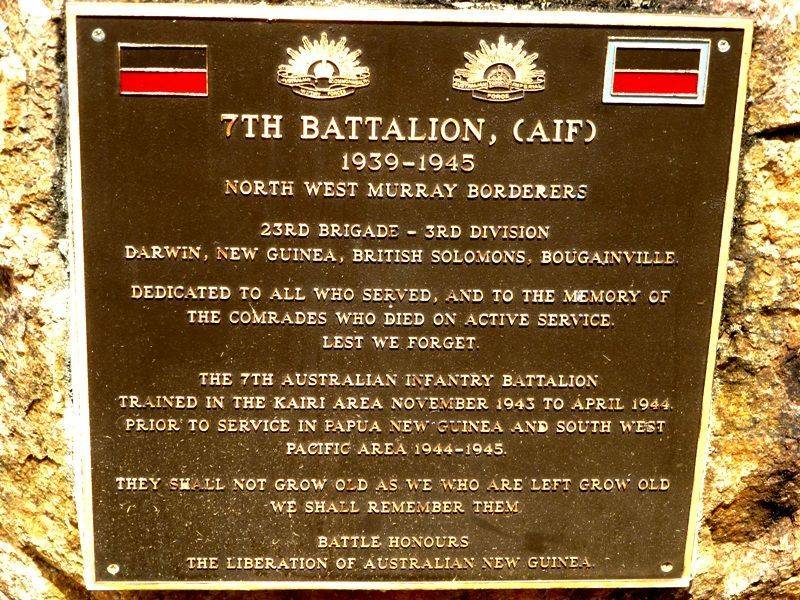 7TH BATTALION, (AIF)
1939-1945
NORTH WEST MURRAY BORDERERS
23RD BRIGADE - 3RD DIVISION
DARWIN, NEW GUINEA, BRITISH SOLOMONS, BOUGAINVILLE.
DEDICATED TO ALL WHO SERVED, AND TO THE MEMORY OF
THE COMRADES WHO DIED ON ACTIVE SERVICE.
LEST WE FORGET.
THE 7TH AUSTRALIAN INFANTRY BATTALION
TRAINED IN THE KAIRI AREA NOVEMBER 1943 TO APRIL 1944.
PRIOR TO SERVICE IN PAPUA NEW GUINEA AND SOUTH WEST
PACIFIC AREA 1944-1945.
THEY SHALL NOT GROW OLD AS WE WHO ARE LEFT GROW OLD
WE SHALL REMEMBER THEM
BATTLE HONOURS
THE LIBERATION OF AUSTRALIAN NEW GUINEA.